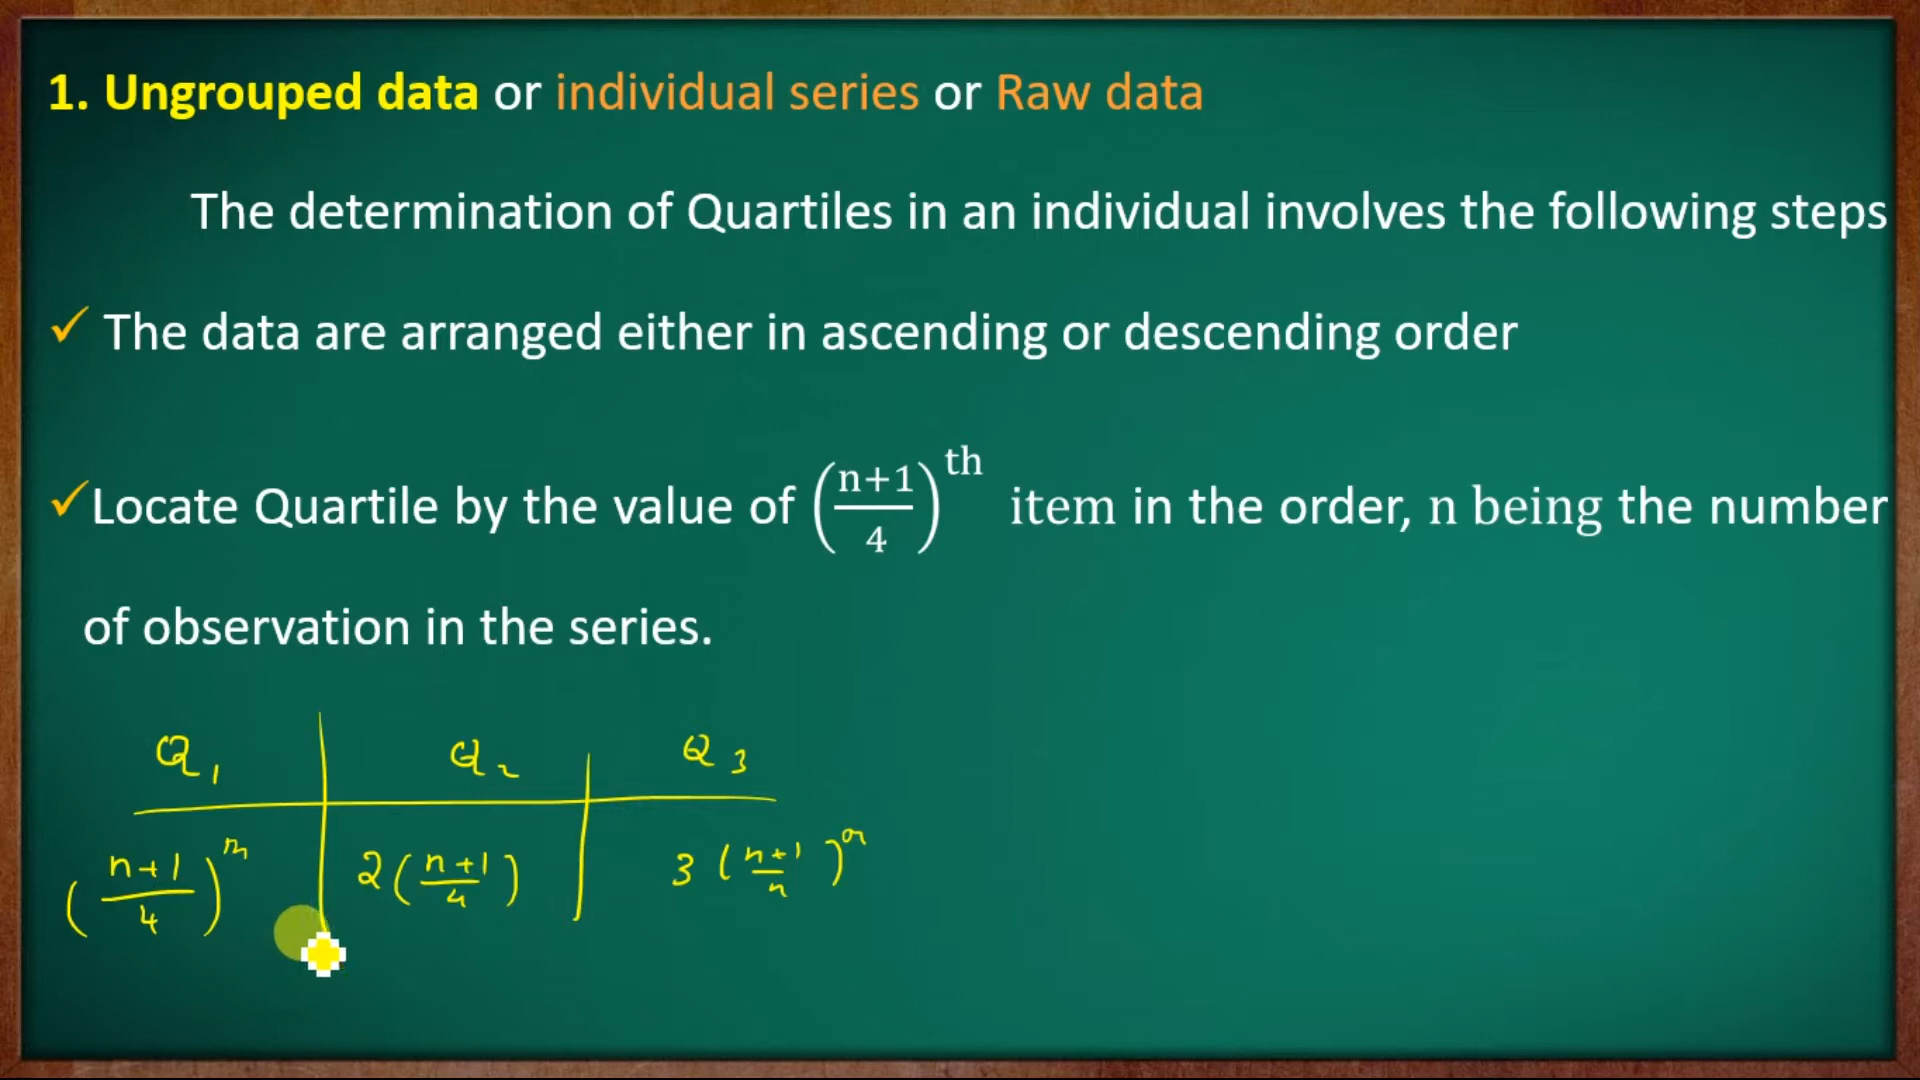 1. Ungrouped data or individual series or Raw data
The determination of Quartiles in an individual involves the following steps
✓ The data are arranged either in ascending or descending order
✓Locate Quartile by the value of ((n+1)/4)^th item in the order, n being the number
of observation in the series.
Q₁ Q₂ Q₃
((n+1)/4)^th 2((n+1)/4) 3((n+1)/4)^th